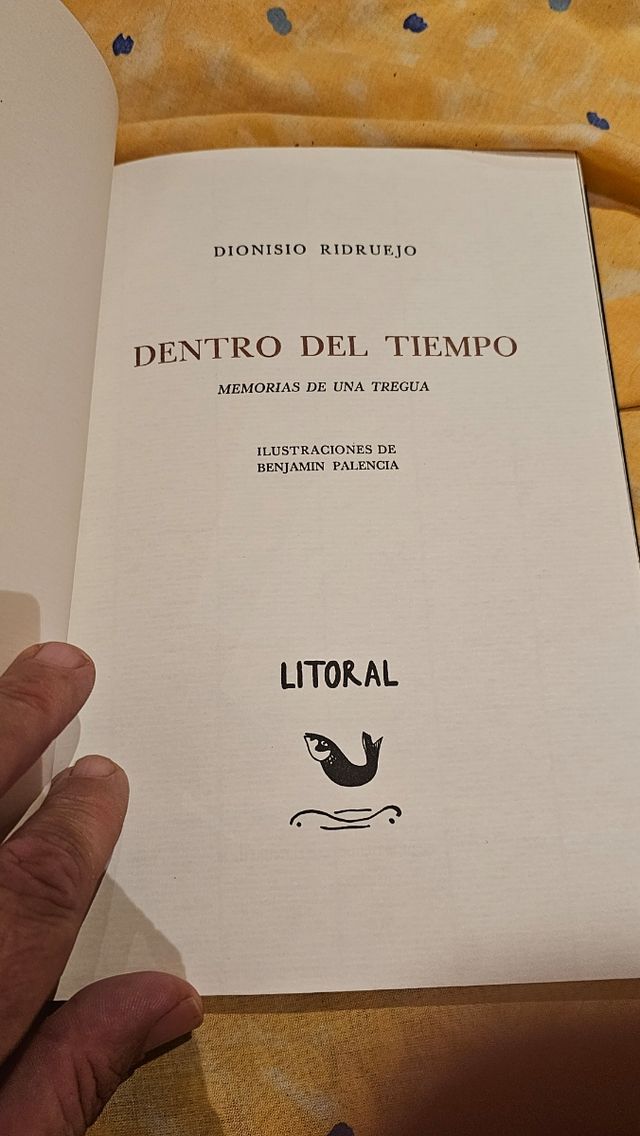 DIONISIO RIDRUEJO
DENTRO DEL TIEMPO
MEMORIAS DE UNA TREGUA
ILUSTRACIONES DE
BENJAMIN PALENCIA
LITORAL